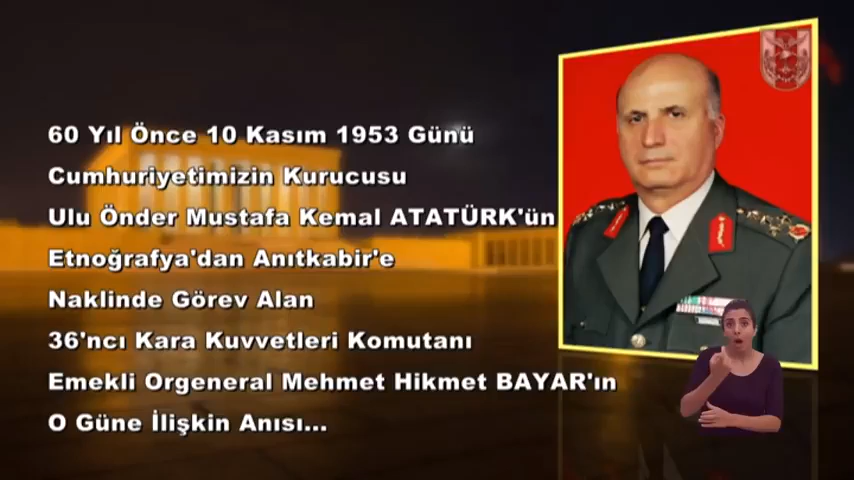 60 Yıl Önce 10 Kasım 1953 Günü
Cumhuriyetimizin Kurucusu
Ulu Önder Mustafa Kemal ATATÜRK'ün
Etnoğrafya'dan Anıtkabir'e
Naklinde Görev Alan
36'ncı Kara Kuvvetleri Komutanı
Emekli Orgeneral Mehmet Hikmet BAYAR'ın
O Güne İlişkin Anısı...